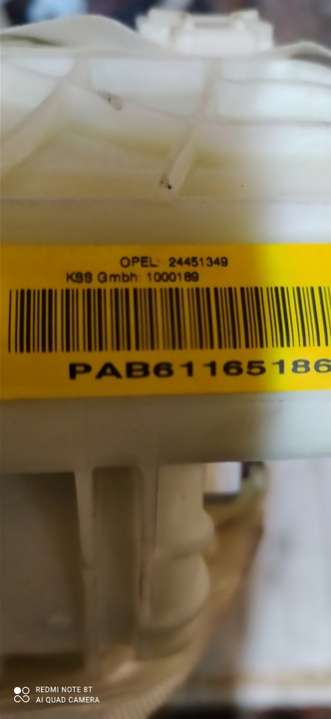 OPEL: 24451349
KSS Gmbh: 1000189
PAB61165186
REDMI NOTE 8T
AI QUAD CAMERA